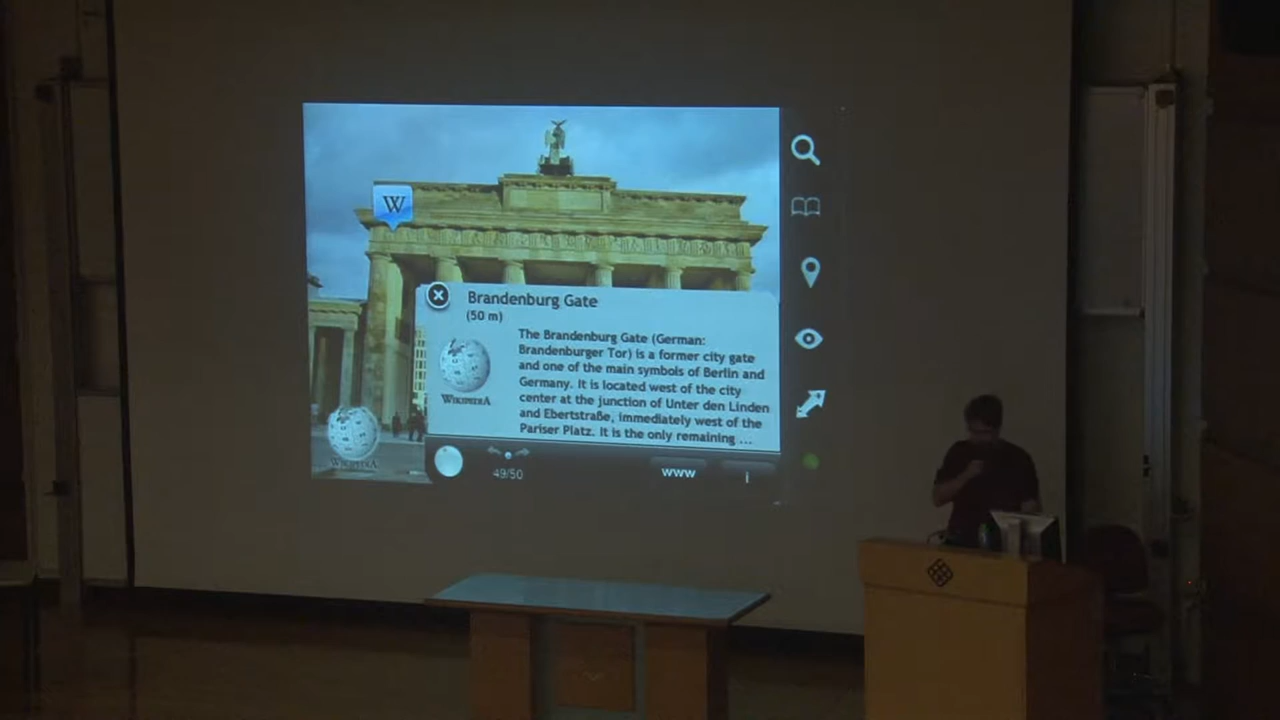 W
Brandenburg Gate
(50 m)
The Brandenburg Gate (German:
Brandenburger Tor) is a former city gate
and one of the main symbols of Berlin and
Germany. It is located west of the city
center at the junction of Unter den Linden
and Ebertstraße, immediately west of the
Pariser Platz. It is the only remaining ...
WIKIPEDIA
WIKIPEDIA
49/50
www
i